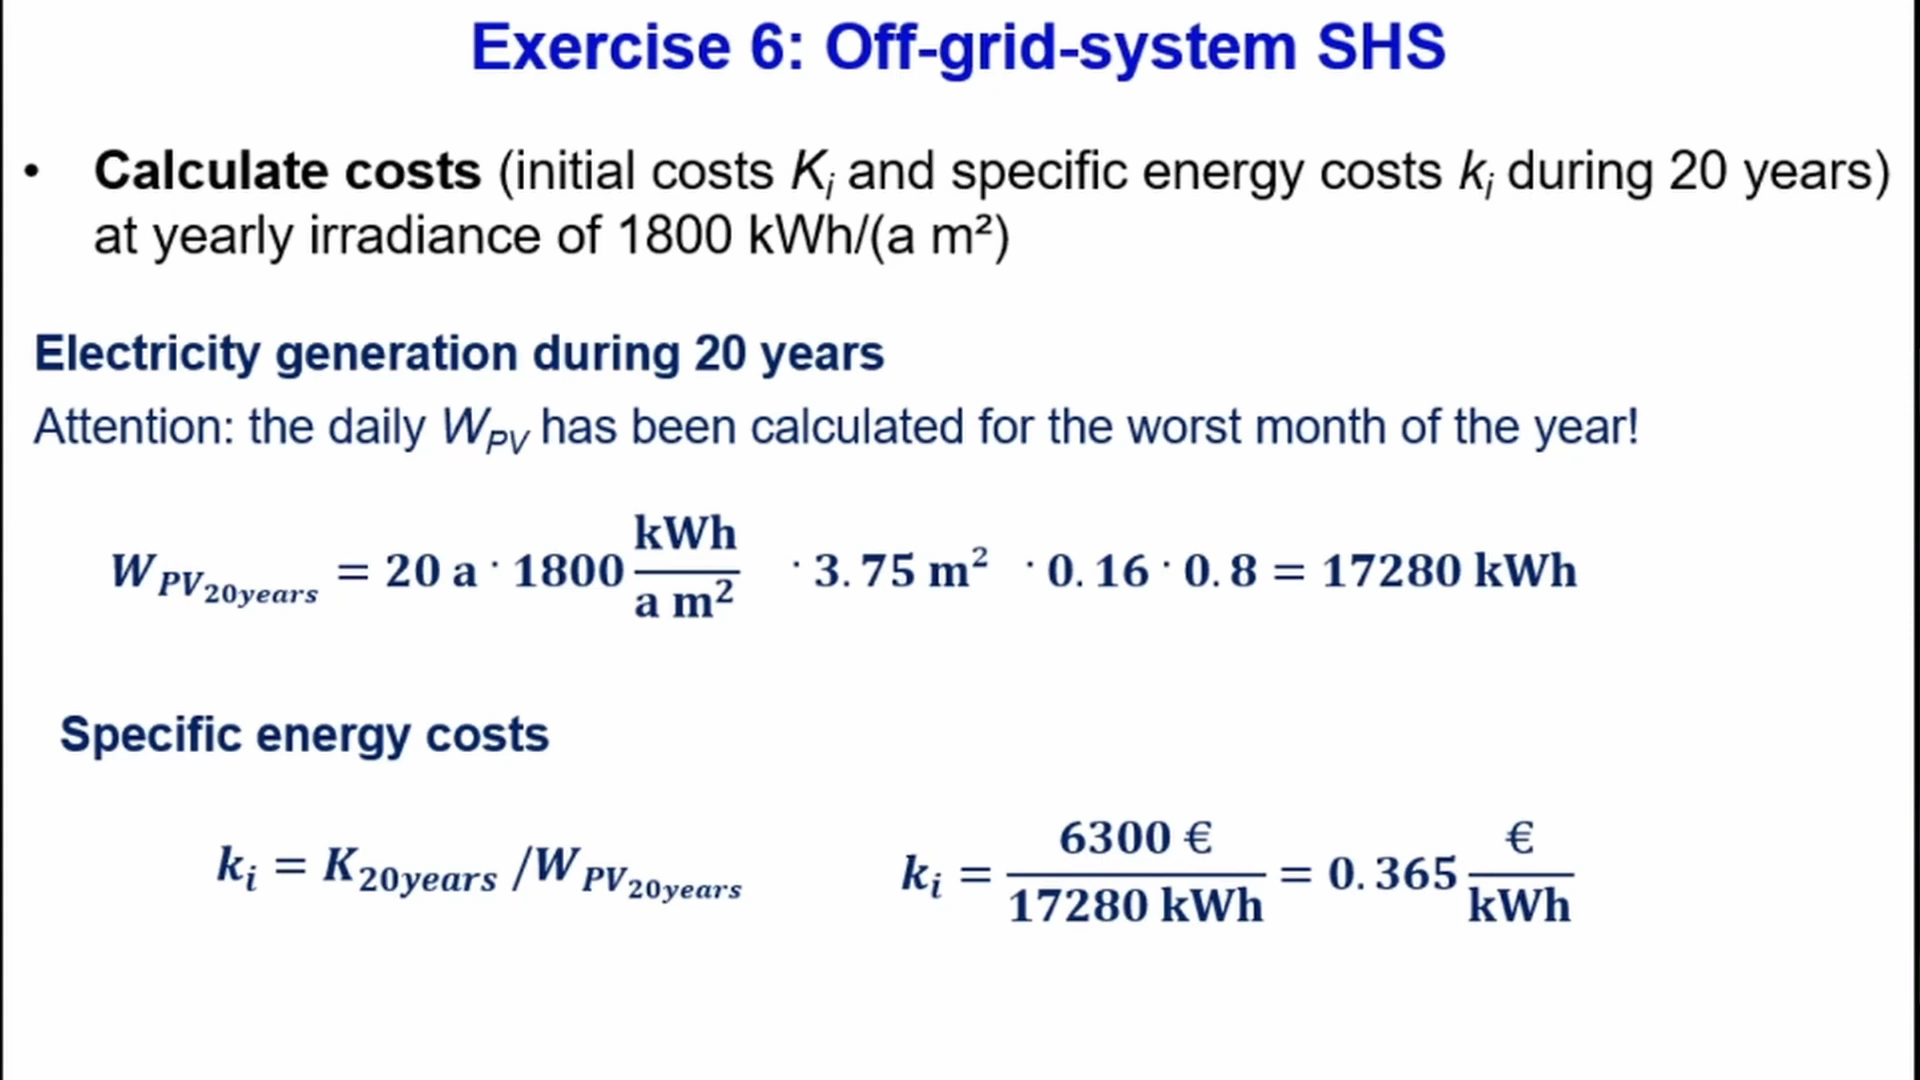 Exercise 6: Off-grid-system SHS
• Calculate costs (initial costs Ki and specific energy costs ki during 20 years)
at yearly irradiance of 1800 kWh/(a m²)
Electricity generation during 20 years
Attention: the daily WPV has been calculated for the worst month of the year!
WPV20years = 20 a · 1800 kWh/a m² · 3.75 m² · 0.16 · 0.8 = 17280 kWh
Specific energy costs
ki = K20years /WPV20years
ki = 6300 €/17280 kWh = 0.365 €/kWh